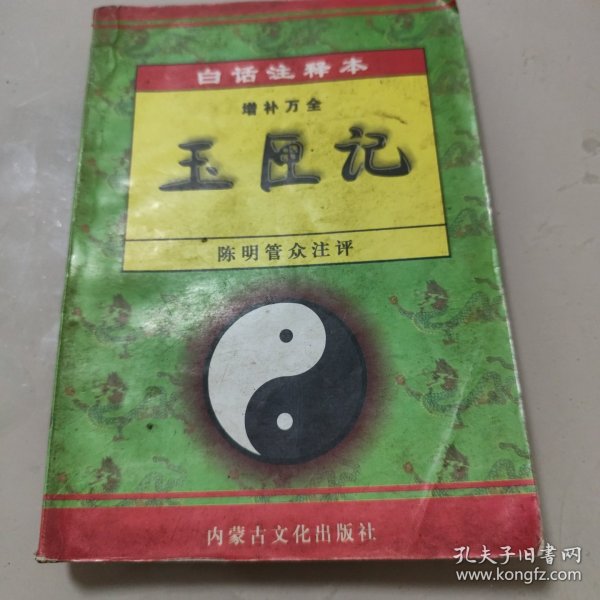 白话注释本
增补万全
玉匣记
陈明管众注评
内蒙古文化出版社
孔夫子旧书网
www.kongfz.com